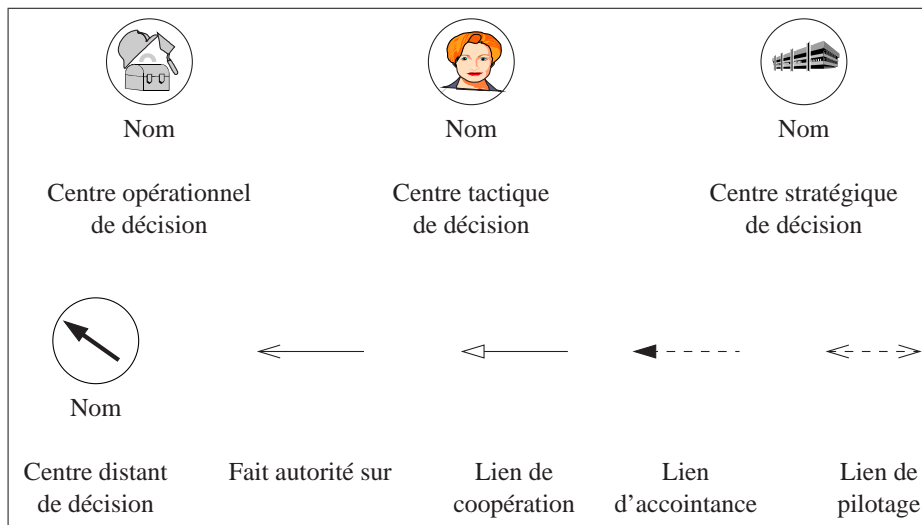 Nom
Nom
Nom
Centre opérationnel
de décision
Centre tactique
de décision
Centre stratégique
de décision
Nom
Centre distant
de décision
Fait autorité sur
Lien de
coopération
Lien
d'accointance
Lien de
pilotage